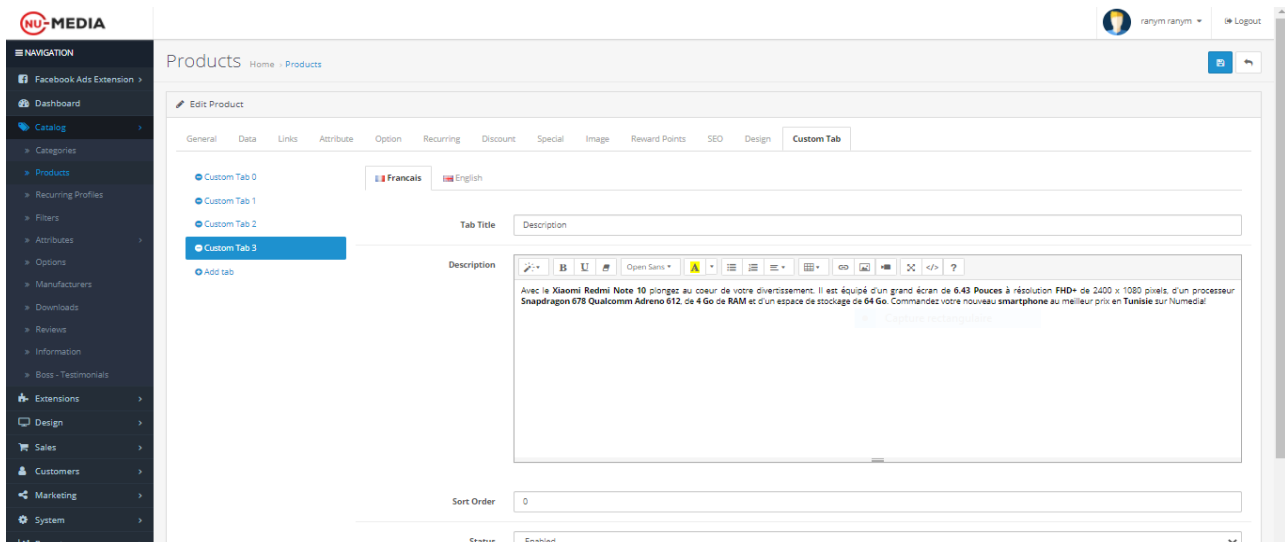 NU-MEDIA
ranym ranym
Logout
NAVIGATION
Facebook Ads Extension
Dashboard
Catalog
Categories
Products
Recurring Profiles
Filters
Attributes
Options
Manufacturers
Downloads
Reviews
Information
Boss - Testimonials
Extensions
Design
Sales
Customers
Marketing
System
Products Home › Products
Edit Product
General Data Links Attribute Option Recurring Discount Special Image Reward Points SEO Design Custom Tab
Custom Tab 0
Custom Tab 1
Custom Tab 2
Custom Tab 3
Add tab
Francais English
Tab Title Description
Description
B U Open Sans A </> ?
Avec le Xiaomi Redmi Note 10 plongez au coeur de votre divertissement. Il est équipé d'un grand écran de 6.43 Pouces à résolution FHD+ de 2400 x 1080 pixels, d'un processeur
Snapdragon 678 Qualcomm Adreno 612, de 4 Go de RAM et d'un espace de stockage de 64 Go. Commandez votre nouveau smartphone au meilleur prix en Tunisie sur Numedia!
Capture rectangulaire
Sort Order 0
Status Enabled